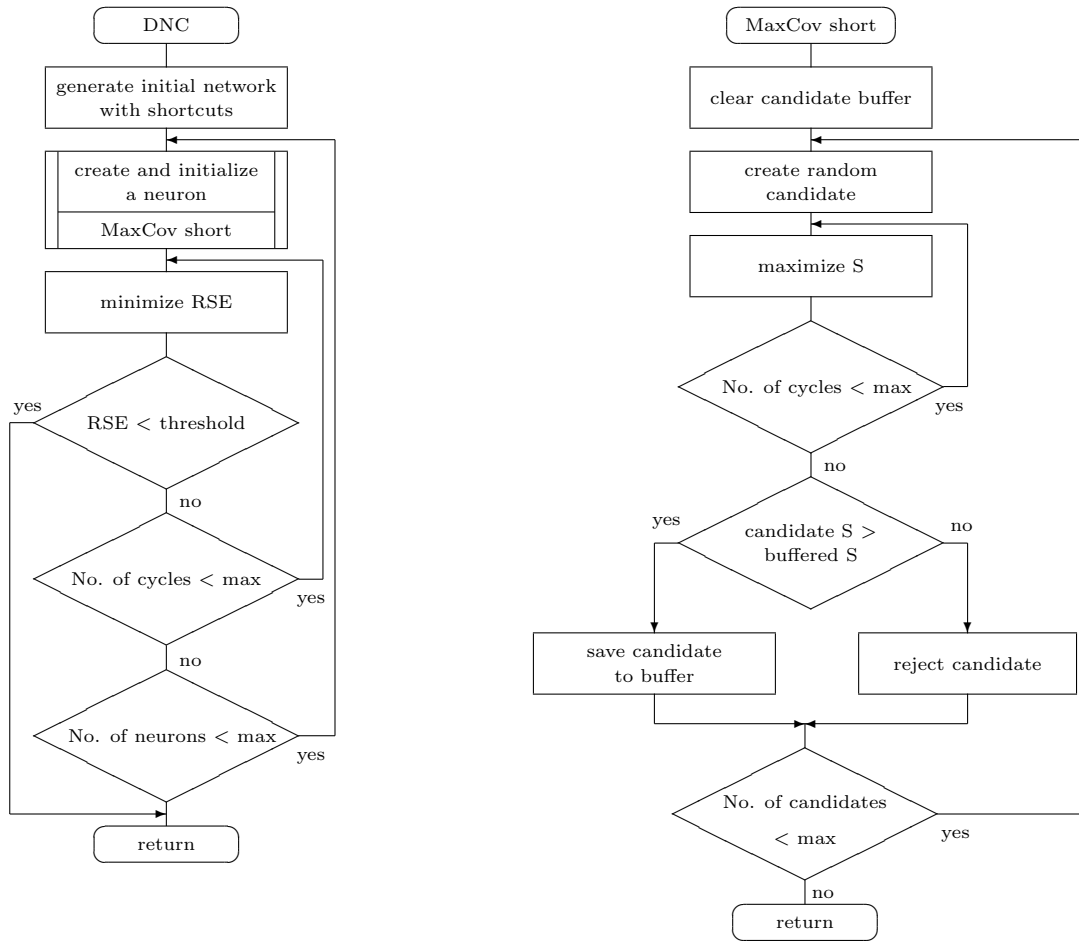 DNC
generate initial network
with shortcuts
create and initialize
a neuron
MaxCov short
minimize RSE
yes
RSE < threshold
no
No. of cycles < max
yes
no
No. of neurons < max
yes
return
MaxCov short
clear candidate buffer
create random
candidate
maximize S
No. of cycles < max
yes
no
yes
candidate S >
buffered S
no
save candidate
to buffer
reject candidate
No. of candidates
< max
yes
no
return